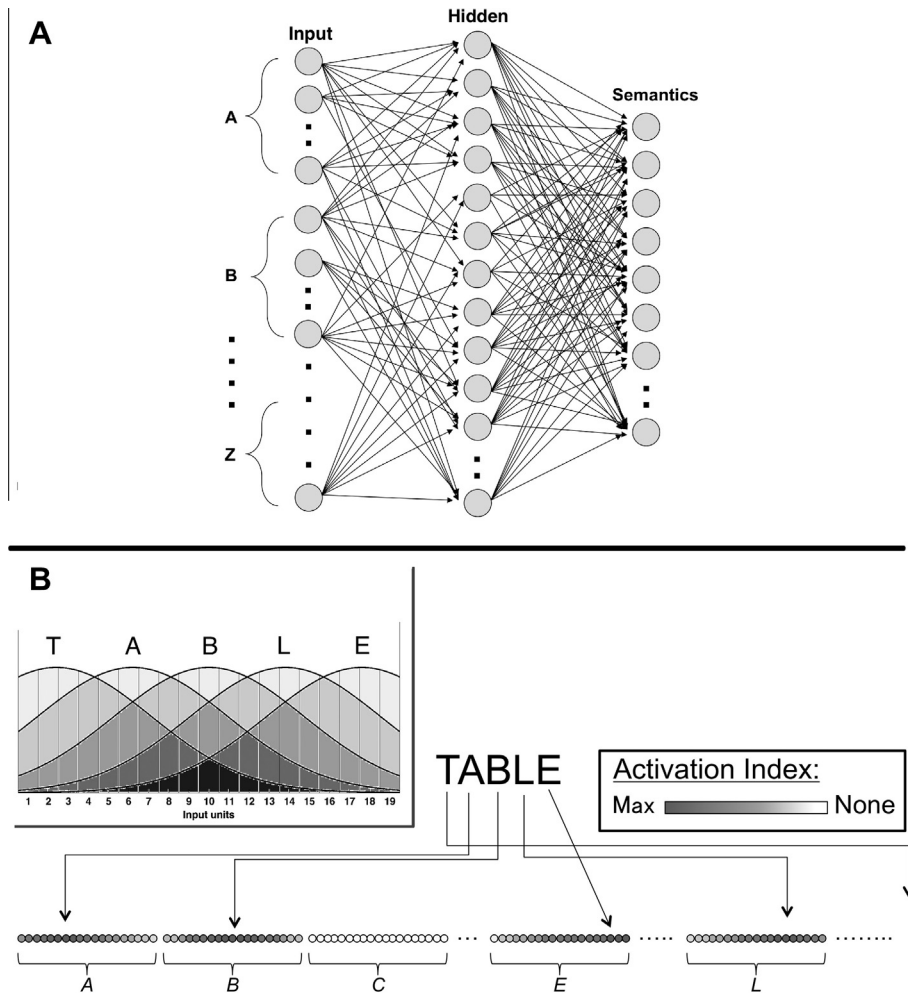 A
Input
Hidden
Semantics
A
B
Z
B
T A B L E
1 2 3 4 5 6 7 8 9 10 11 12 13 14 15 16 17 18 19
Input units
TABLE
Activation Index:
Max None
A B C E L